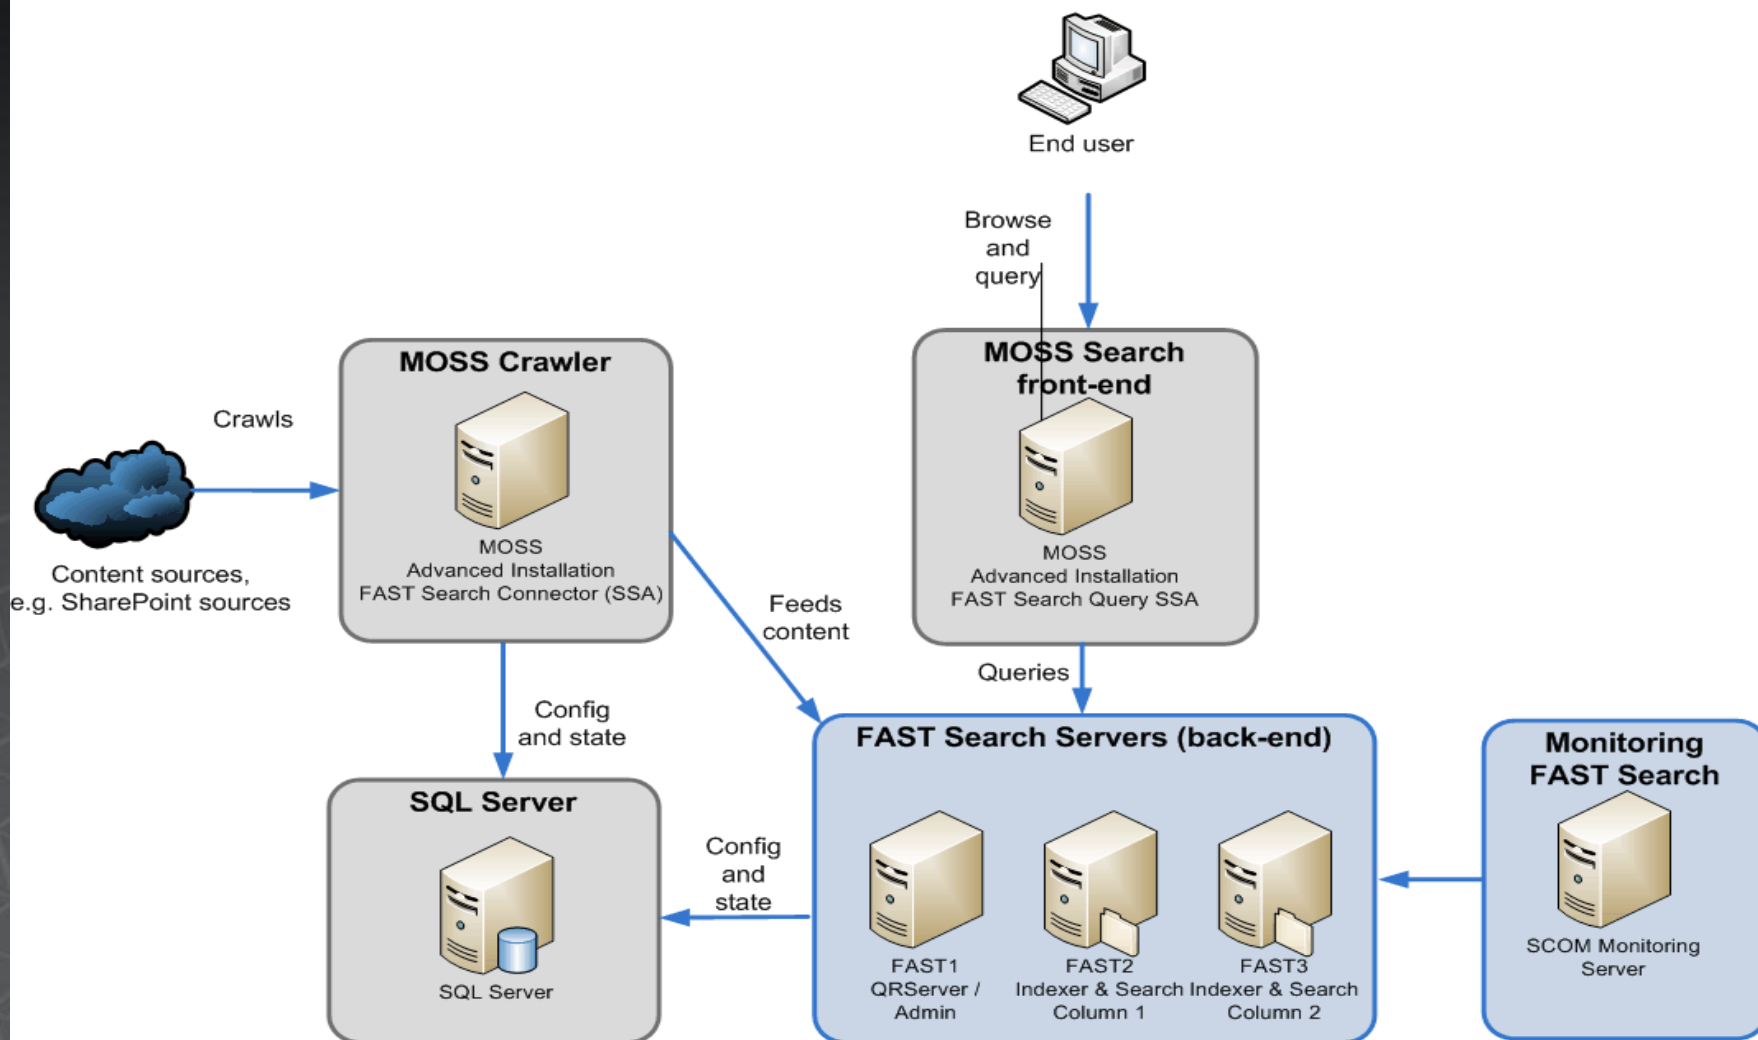 End user
Browse
and
query
MOSS Crawler
MOSS Search
front-end
Crawls
MOSS
Advanced Installation
FAST Search Connector (SSA)
MOSS
Advanced Installation
FAST Search Query SSA
Content sources,
e.g. SharePoint sources
Feeds
content
Queries
Config
and state
FAST Search Servers (back-end)
Monitoring
FAST Search
SQL Server
Config
and
state
SQL Server
FAST1
QRServer /
Admin
FAST2
Indexer & Search
Column 1
FAST3
Indexer & Search
Column 2
SCOM Monitoring
Server